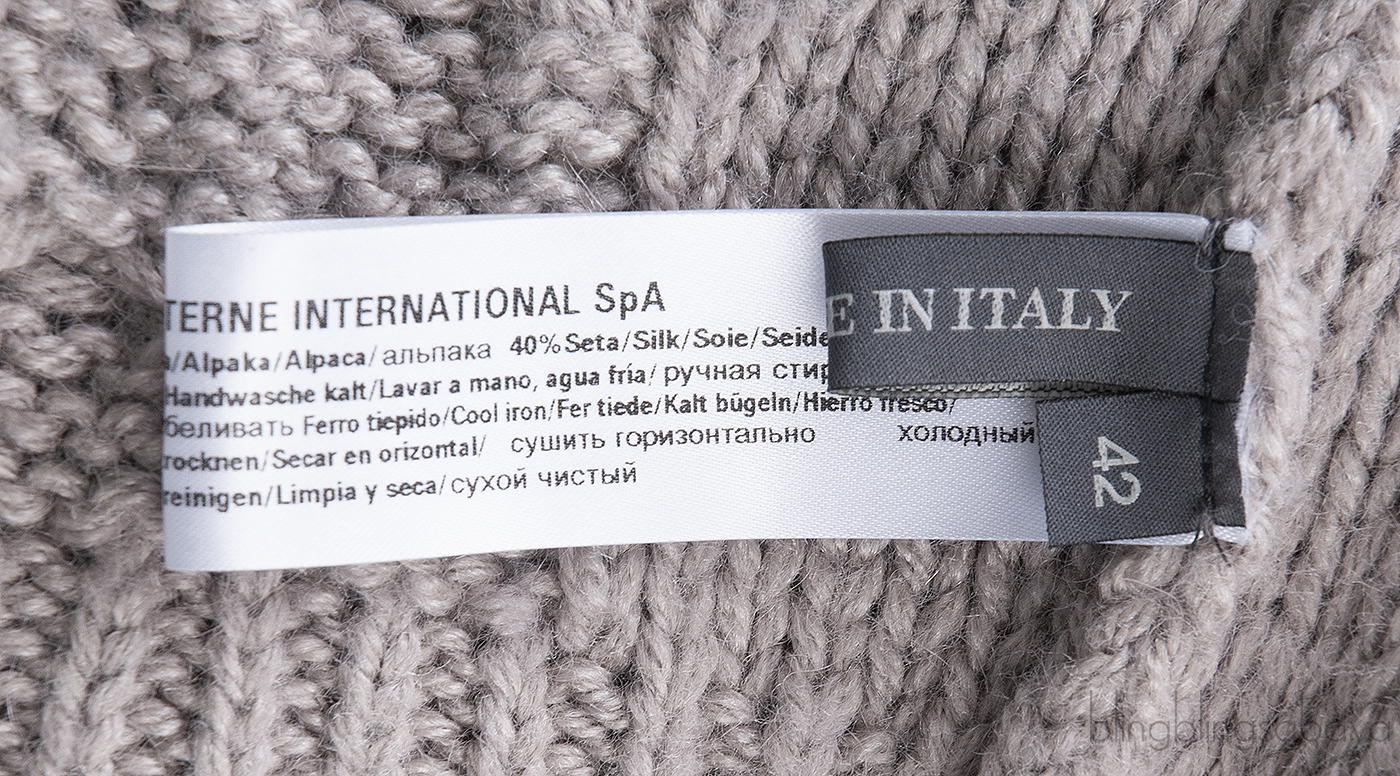 TERNE INTERNATIONAL SpA
/Alpaka/Alpaca/альпака 40%Seta/Silk/Soie/Seide
Handwasche kalt/Lavar a mano, agua fría/ ручная стир
беливать Ferro tiepido/Cool iron/Fer tiede/Kalt bügeln/Hierro fresco/
rocknen/Secar en orizontal/ сушить горизонтально холодный
reinigen/Limpia y seca/сухой чистый
E IN ITALY
42